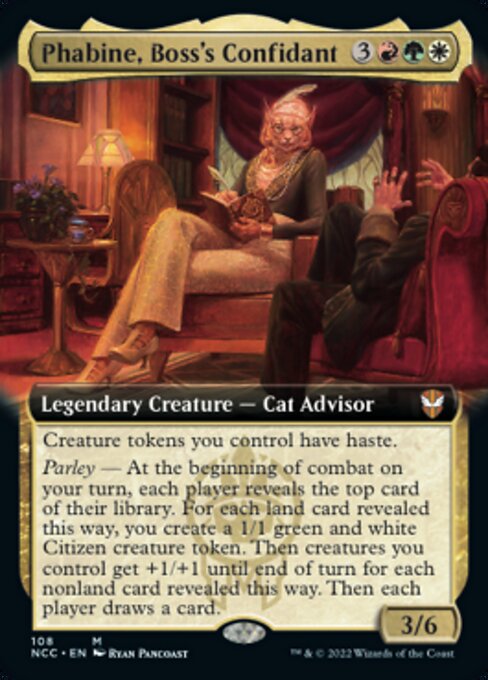 Phabine, Boss's Confidant 3
Legendary Creature — Cat Advisor
Creature tokens you control have haste.
Parley — At the beginning of combat on
your turn, each player reveals the top card
of their library. For each land card revealed
this way, you create a 1/1 green and white
Citizen creature token. Then creatures you
control get +1/+1 until end of turn for each
nonland card revealed this way. Then each
player draws a card.
3/6
108 M
NCC • EN Ryan Pancoast
™ & © 2022 Wizards of the Coast